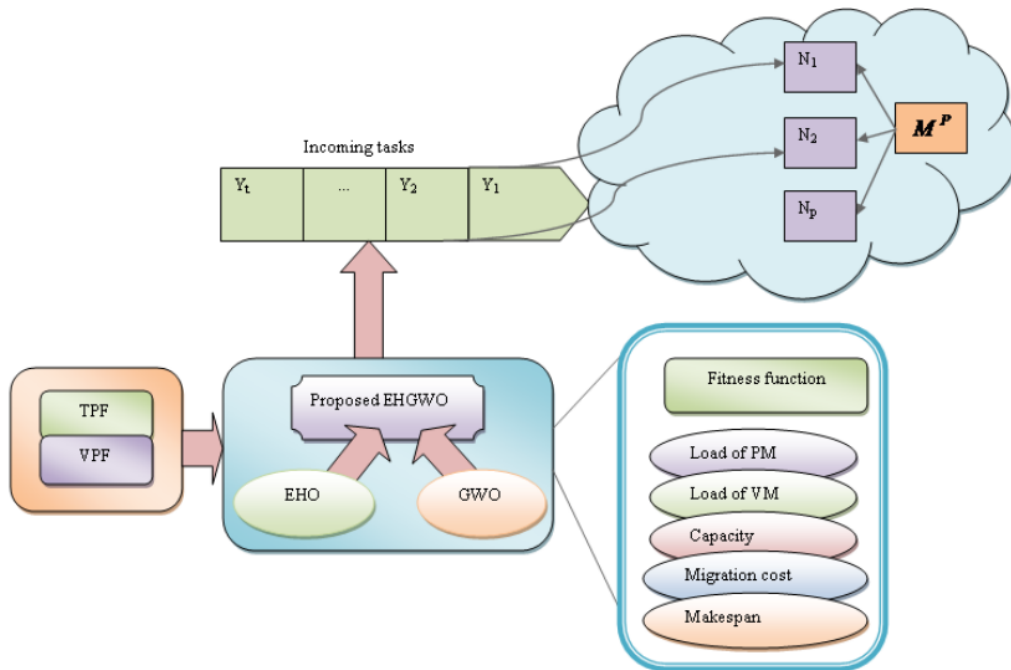 N₁
Mᴾ
N₂
Incoming tasks
Yₜ
...
Y₂
Y₁
Nₚ
TPF
VPF
Proposed EHGWO
EHO
GWO
Fitness function
Load of PM
Load of VM
Capacity
Migration cost
Makespan